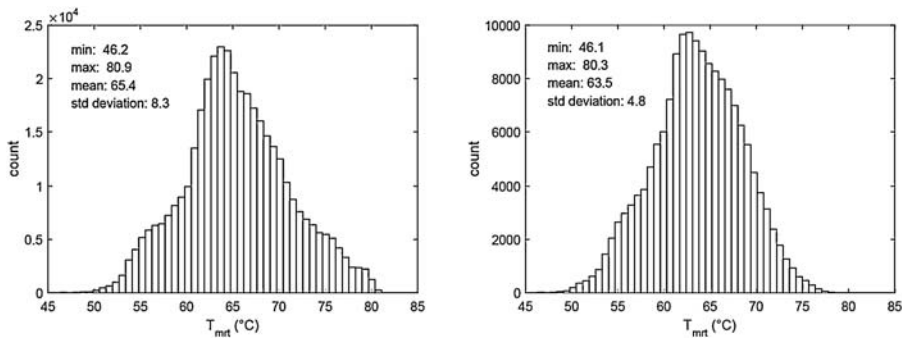 ×10⁴
2.5
2
1.5
1
0.5
0
count
min: 46.2
max: 80.9
mean: 65.4
std deviation: 8.3
45 50 55 60 65 70 75 80 85
Tmrt (°C)
10000
8000
6000
4000
2000
0
count
min: 46.1
max: 80.3
mean: 63.5
std deviation: 4.8
45 50 55 60 65 70 75 80 85
Tmrt (°C)